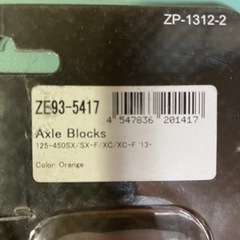 ZP-1312-2
ZE93-5417
4 547836 201417
Axle Blocks
125-450SX/SX-F/XC/XC-F '13-
Color: Orange